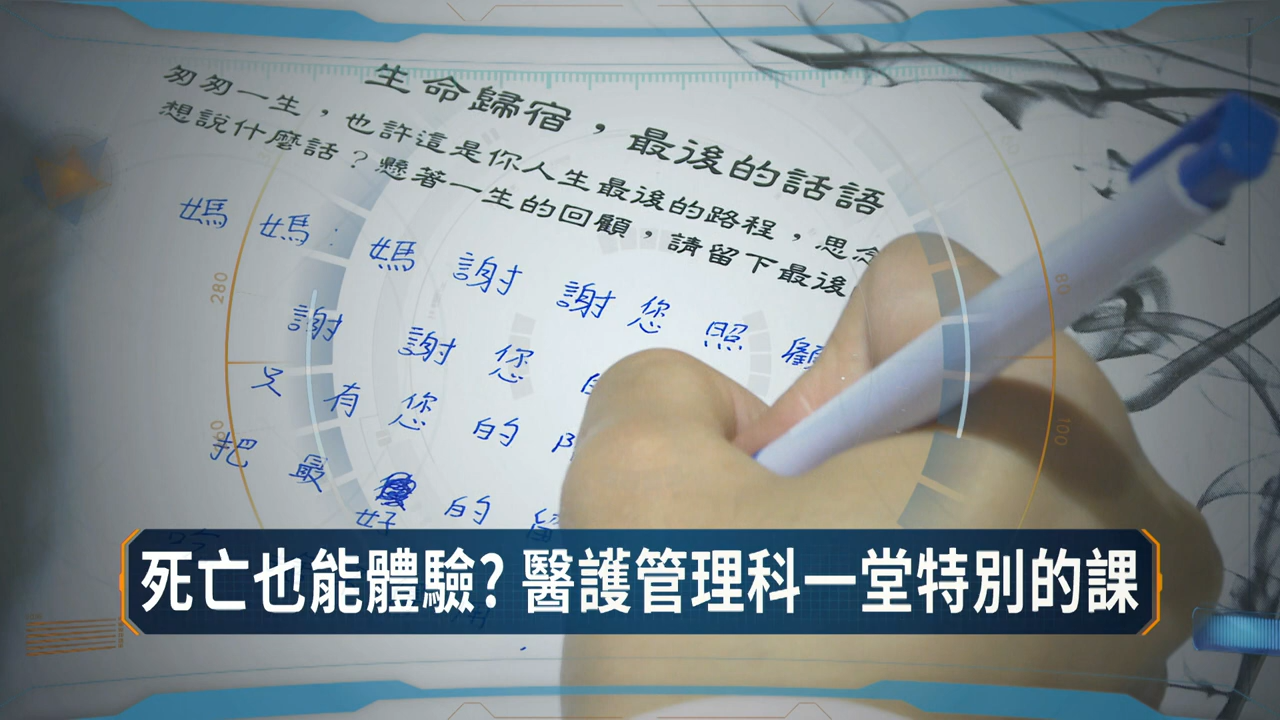 生命歸宿，最後的話語
匆匆一生，也許這是你人生最後的路程，思念
想說什麼話？懸著一生的回顧，請留下最後
媽媽：媽謝謝您照顧
謝謝您
又有您的
把最好的留
死亡也能體驗？醫護管理科一堂特別的課
280
80
100